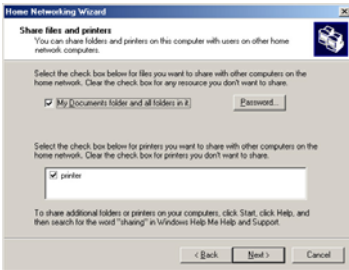 Home Networking Wizard
Share files and printers
You can share folders and printers on this computer with users on other home
network computers.
Select the check box below for files you want to share with other computers on the
home network. Clear the check box for any resource you don't want to share.
My Documents folder and all folders in it.
Password...
Select the check box below for printers you want to share with other computers on the
home network. Clear the check box for printers you don't want to share.
printer
To share additional folders or printers on your computers, click Start, click Help, and
then search for the word "sharing" in Windows Help Me Help and Support.
< Back
Next >
Cancel